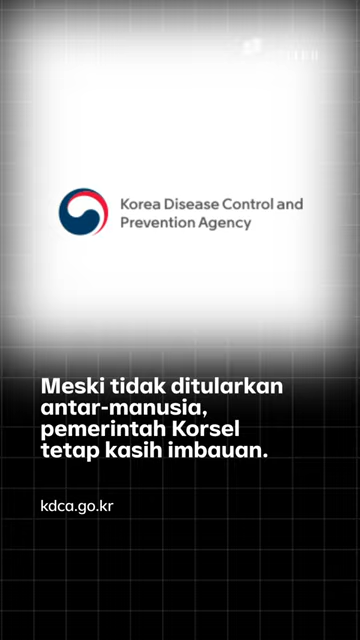 Korea Disease Control and
Prevention Agency
Meski tidak ditularkan
antar-manusia,
pemerintah Korsel
tetap kasih imbauan.
kdca.go.kr